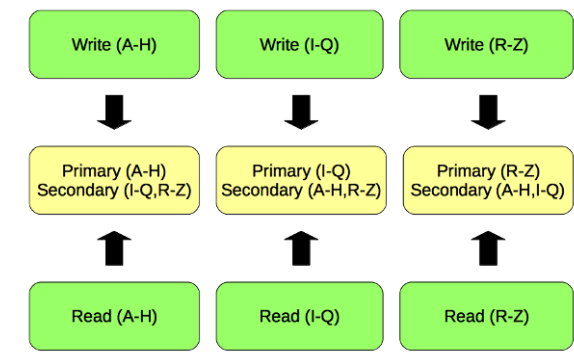 Write (A-H)
Write (I-Q)
Write (R-Z)
Primary (A-H)
Secondary (I-Q,R-Z)
Primary (I-Q)
Secondary (A-H,R-Z)
Primary (R-Z)
Secondary (A-H,I-Q)
Read (A-H)
Read (I-Q)
Read (R-Z)